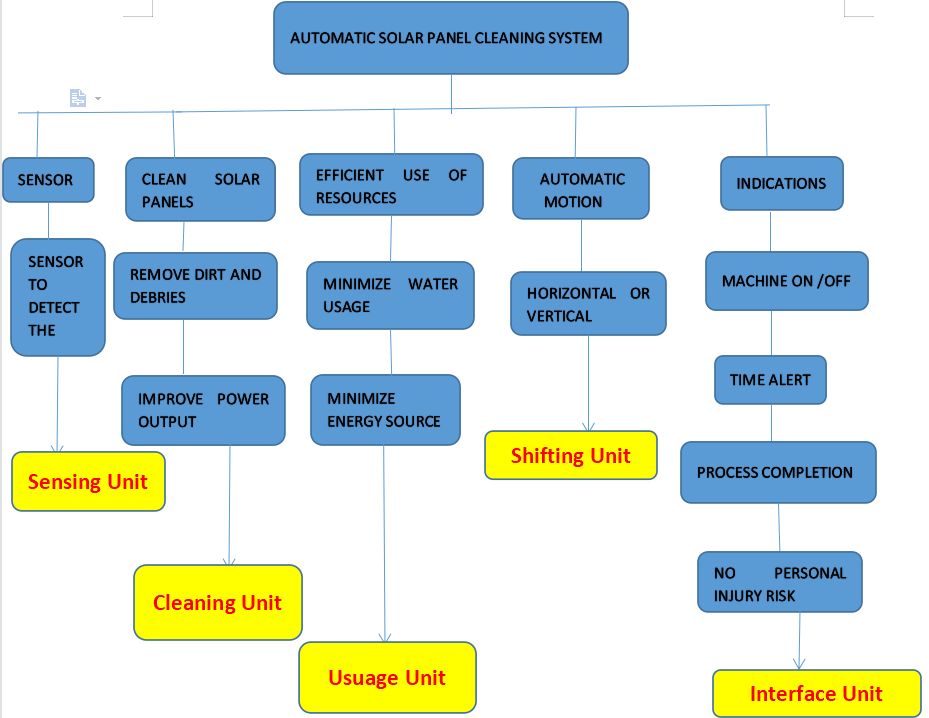 AUTOMATIC SOLAR PANEL CLEANING SYSTEM
SENSOR
SENSOR
TO
DETECT
THE
Sensing Unit
CLEAN SOLAR
PANELS
REMOVE DIRT AND
DEBRIES
IMPROVE POWER
OUTPUT
Cleaning Unit
EFFICIENT USE OF
RESOURCES
MINIMIZE WATER
USAGE
MINIMIZE
ENERGY SOURCE
Usuage Unit
AUTOMATIC
MOTION
HORIZONTAL OR
VERTICAL
Shifting Unit
INDICATIONS
MACHINE ON /OFF
TIME ALERT
PROCESS COMPLETION
NO PERSONAL
INJURY RISK
Interface Unit